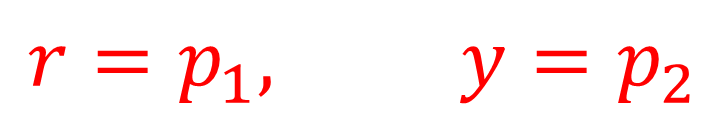 r = p₁, y = p₂